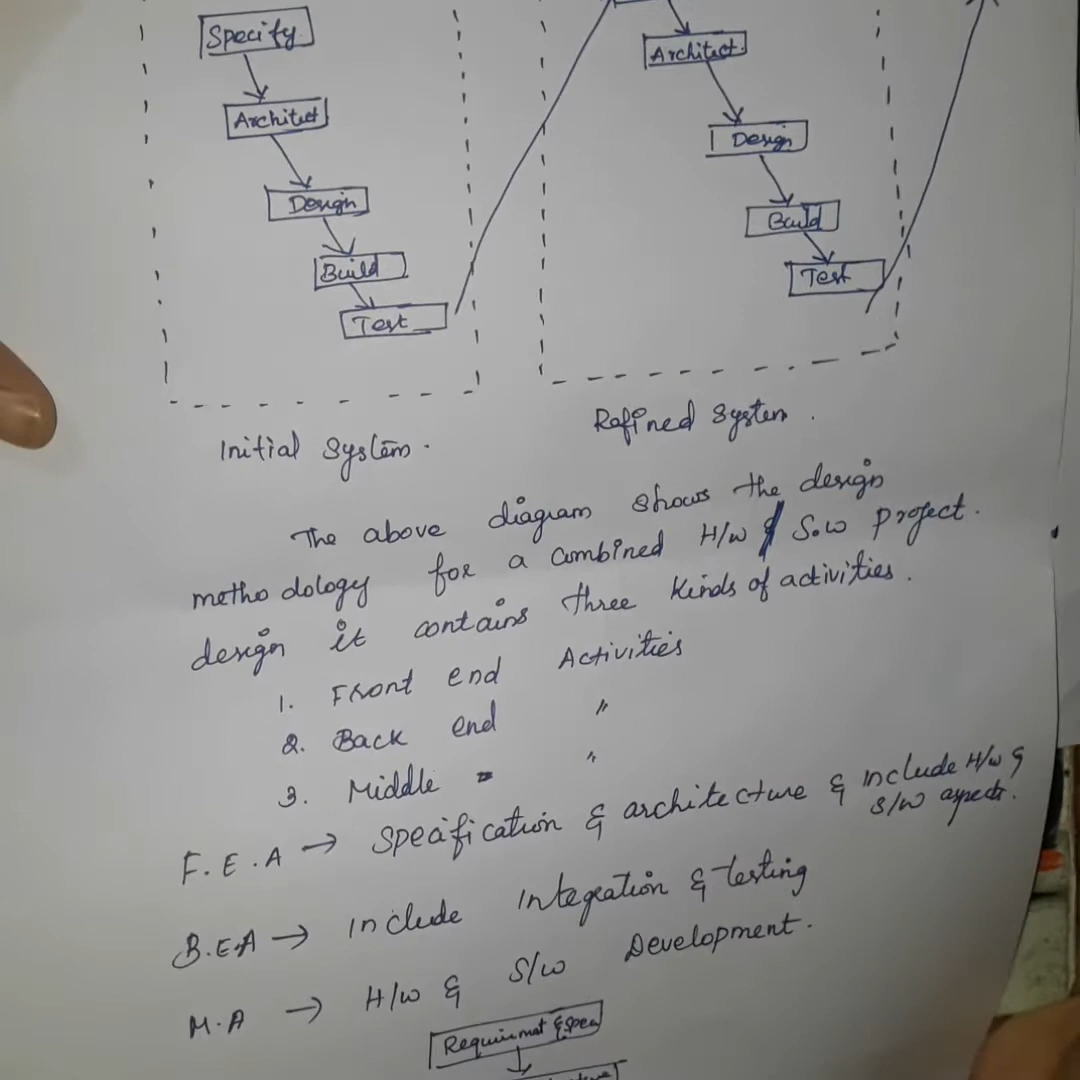 Specify
Architect
Design
Build
Test
Architect
Design
Build
Test
Initial System.
Refined System.
The above diagram shows the design
methodology for a combined H/w & S.w Project.
design it contains three kinds of activities.
1. Front end Activities
2. Back end "
3. Middle - "
F.E.A → Specification & architecture & include H/w &
S/w aspects.
B.E.A → Include Integration & testing
M.A → H/w & S/w Development.
Requirimat & Spea